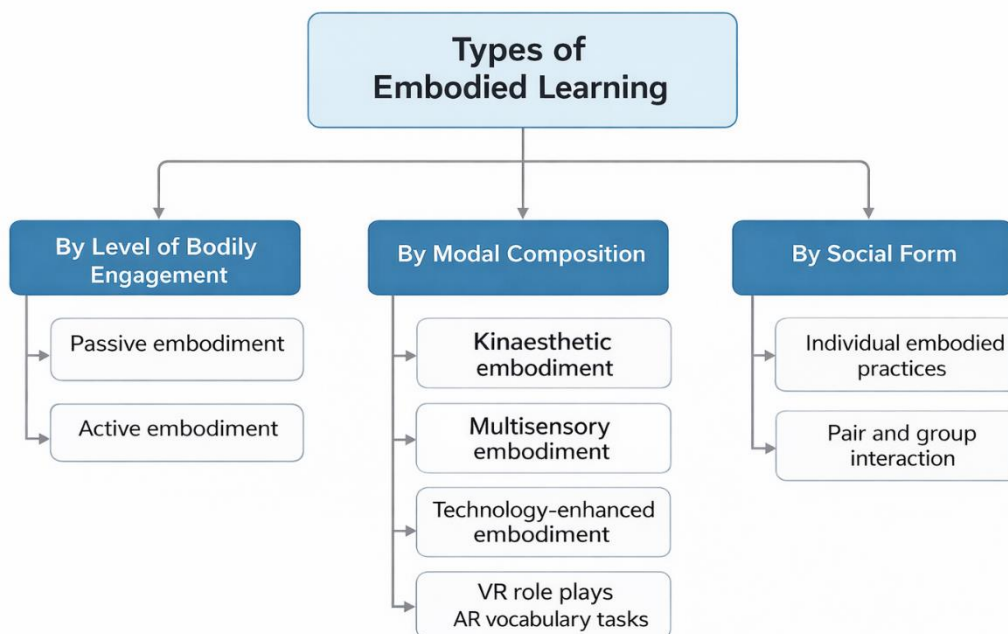 Types of
Embodied Learning
By Level of Bodily
Engagement
Passive embodiment
Active embodiment
By Modal Composition
Kinaesthetic
embodiment
Multisensory
embodiment
Technology-enhanced
embodiment
VR role plays
AR vocabulary tasks
By Social Form
Individual embodied
practices
Pair and group
interaction